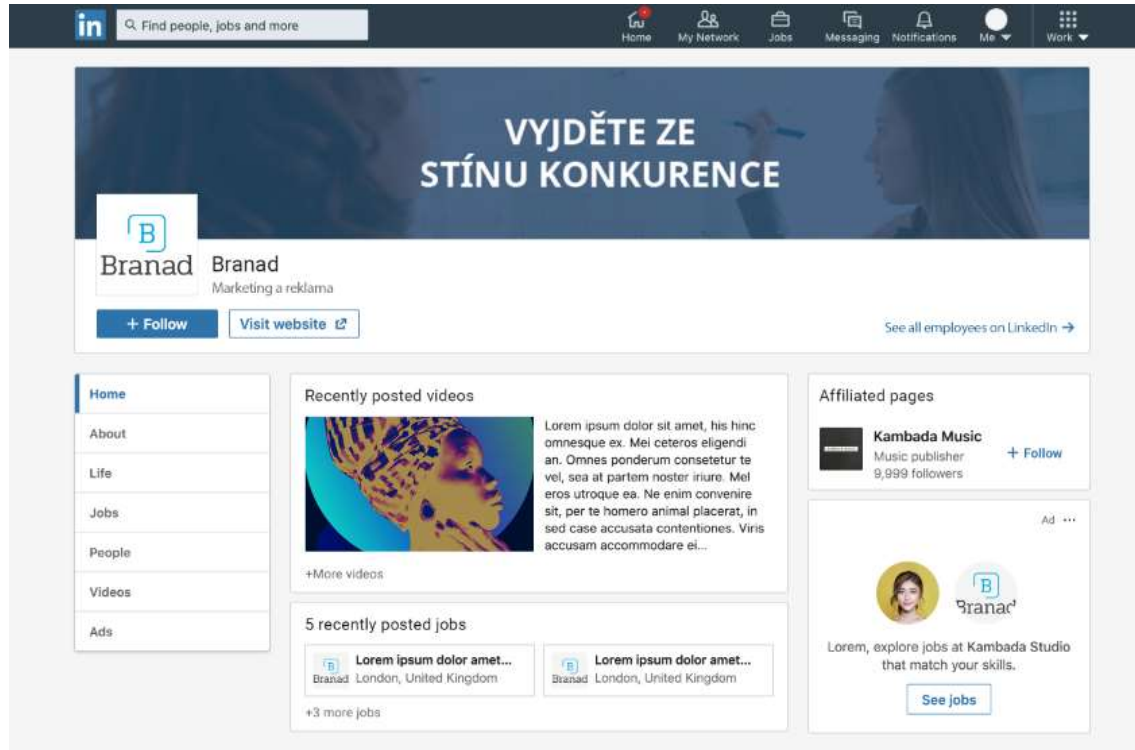 in
Find people, jobs and more
Home
My Network
Jobs
Messaging
Notifications
Me
Work
VYJDĚTE ZE
STÍNU KONKURENCE
B
Branad
Branad
Marketing a reklama
+ Follow
Visit website
See all employees on LinkedIn →
Home
About
Life
Jobs
People
Videos
Ads
Recently posted videos
Lorem ipsum dolor sit amet, his hinc
omnesque ex. Mei ceteros eligendi
an. Omnes ponderum consetetur te
vel, sea at partem noster iriure. Mel
eros utroque ea. Ne enim convenire
sit, per te homero animal placerat, in
sed case accusata contentiones. Viris
accusam accommodare ei...
+More videos
5 recently posted jobs
B
Branad
Lorem ipsum dolor amet...
London, United Kingdom
B
Branad
Lorem ipsum dolor amet...
London, United Kingdom
+3 more jobs
Affiliated pages
Kambada Music
Music publisher
9,999 followers
+ Follow
Ad ...
B
Branad
Lorem, explore jobs at Kambada Studio
that match your skills.
See jobs